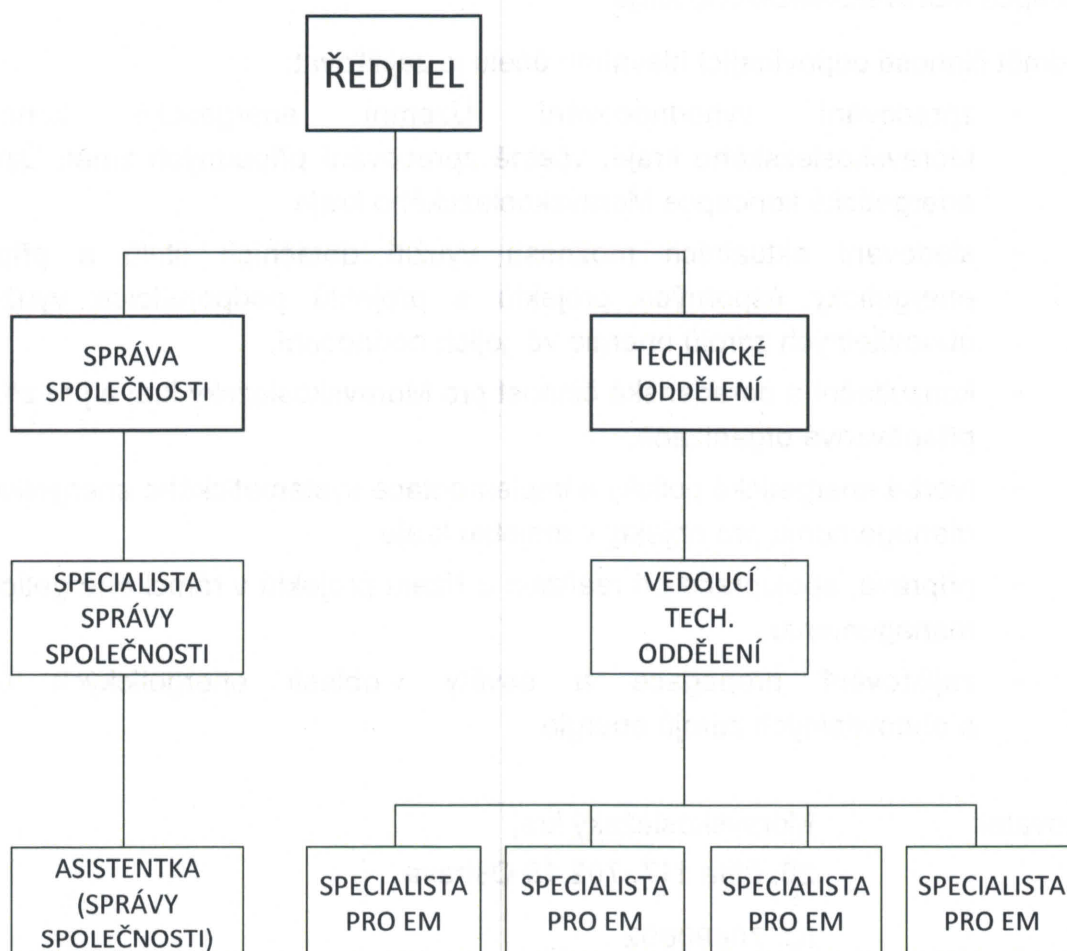 ŘEDITEL
SPRÁVA
SPOLEČNOSTI
TECHNICKÉ
ODDĚLENÍ
SPECIALISTA
SPRÁVY
SPOLEČNOSTI
VEDOUCÍ
TECH.
ODDĚLENÍ
ASISTENTKA
(SPRÁVY
SPOLEČNOSTI)
SPECIALISTA
PRO EM
SPECIALISTA
PRO EM
SPECIALISTA
PRO EM
SPECIALISTA
PRO EM